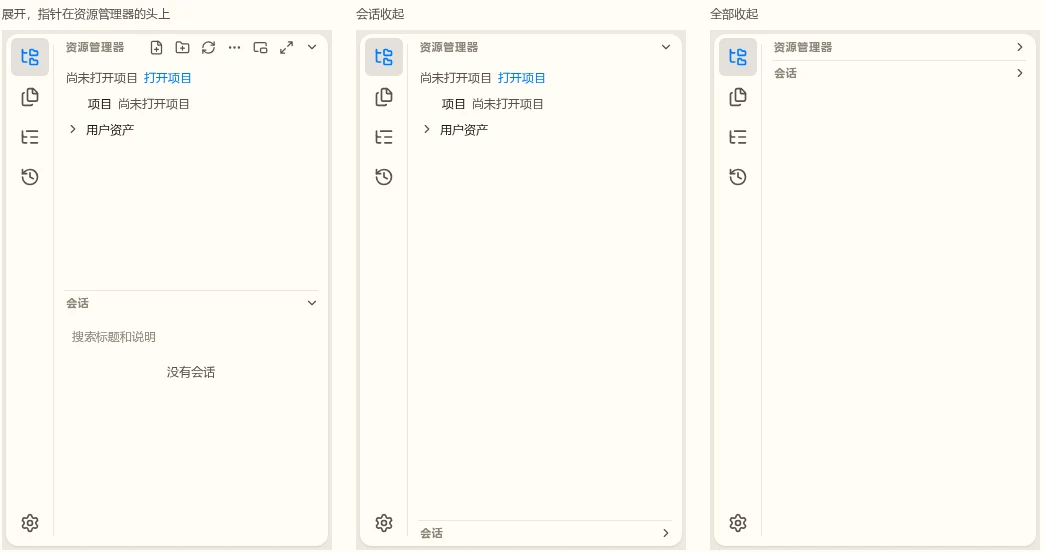 展开，指针在资源管理器的头上
资源管理器
尚未打开项目 打开项目
项目 尚未打开项目
用户资产
会话
搜索标题和说明
没有会话
会话收起
资源管理器
尚未打开项目 打开项目
项目 尚未打开项目
用户资产
会话
全部收起
资源管理器
会话